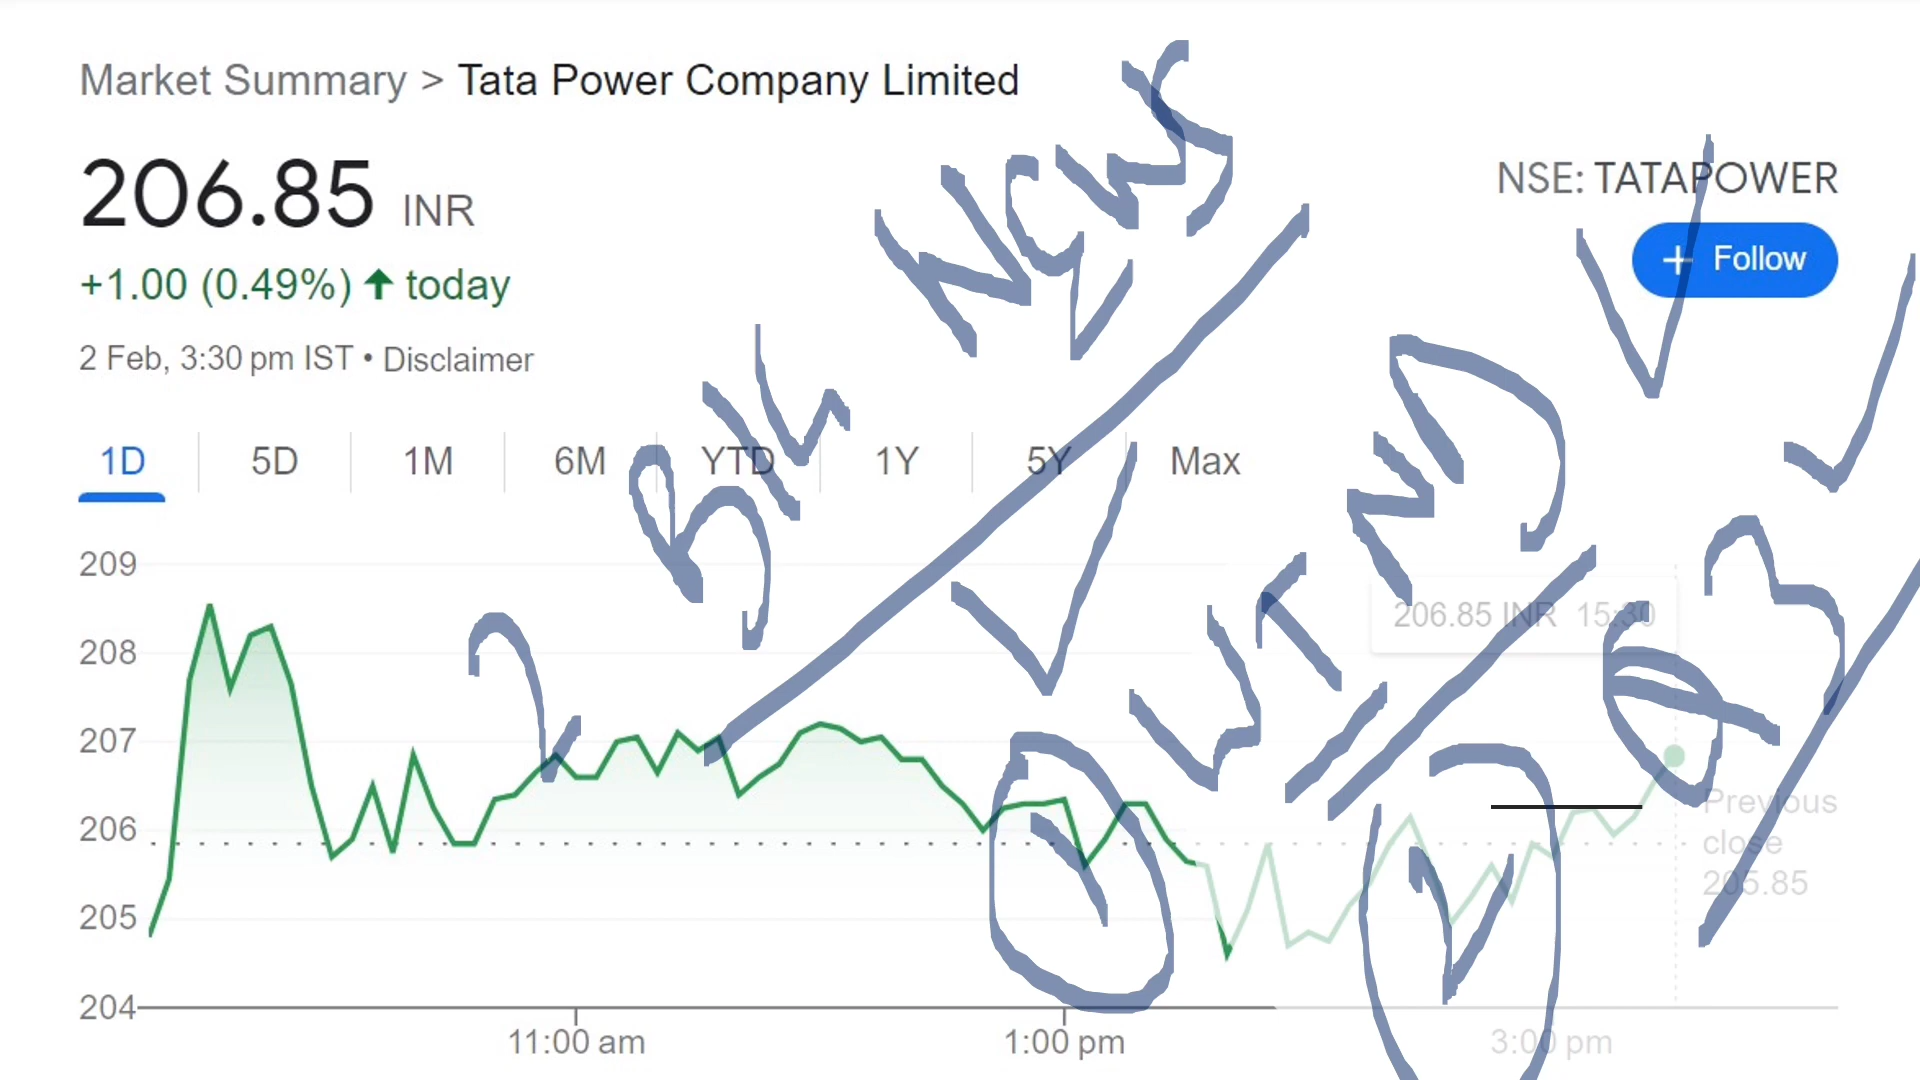 Market Summary > Tata Power Company Limited
206.85 INR
NSE: TATAPOWER
+ Follow
+1.00 (0.49%) ↑ today
2 Feb, 3:30 pm IST • Disclaimer
1D 5D 1M 6M YTD 1Y 5Y Max
2 BIG NEWS
209
208
207
206
205
204
206.85 INR 15:30
Previous
close
205.85
11:00 am 1:00 pm 3:00 pm